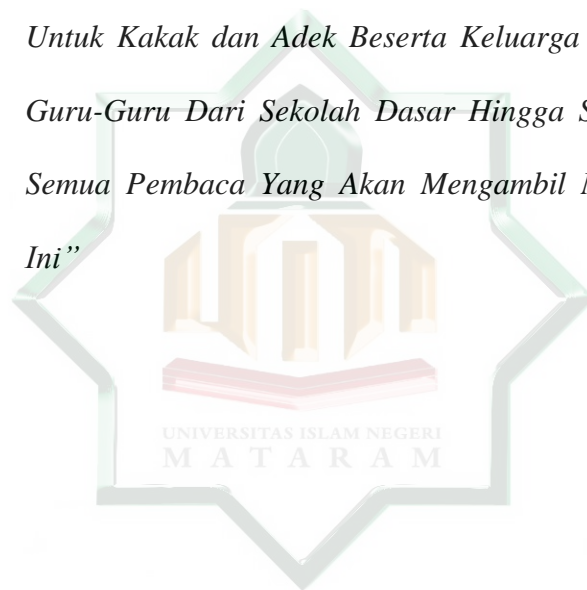 Untuk Kakak dan Adek Beserta Keluarga
Guru-Guru Dari Sekolah Dasar Hingga
Semua Pembaca Yang Akan Mengambil
Ini”
UNIVERSITAS ISLAM NEGERI
MATARAM